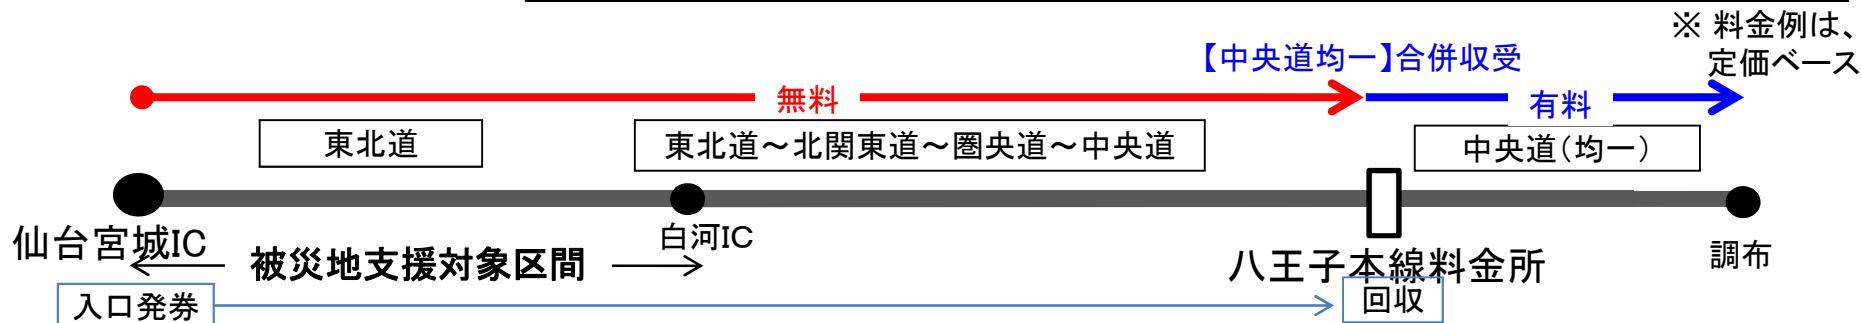 ※ 料金例は、
定価ベース
【中央道均一】合併収受
無料
有料
東北道
東北道～北関東道～圏央道～中央道
中央道(均一)
仙台宮城IC
白河IC
被災地支援対象区間
八王子本線料金所
調布
入口発券
回収